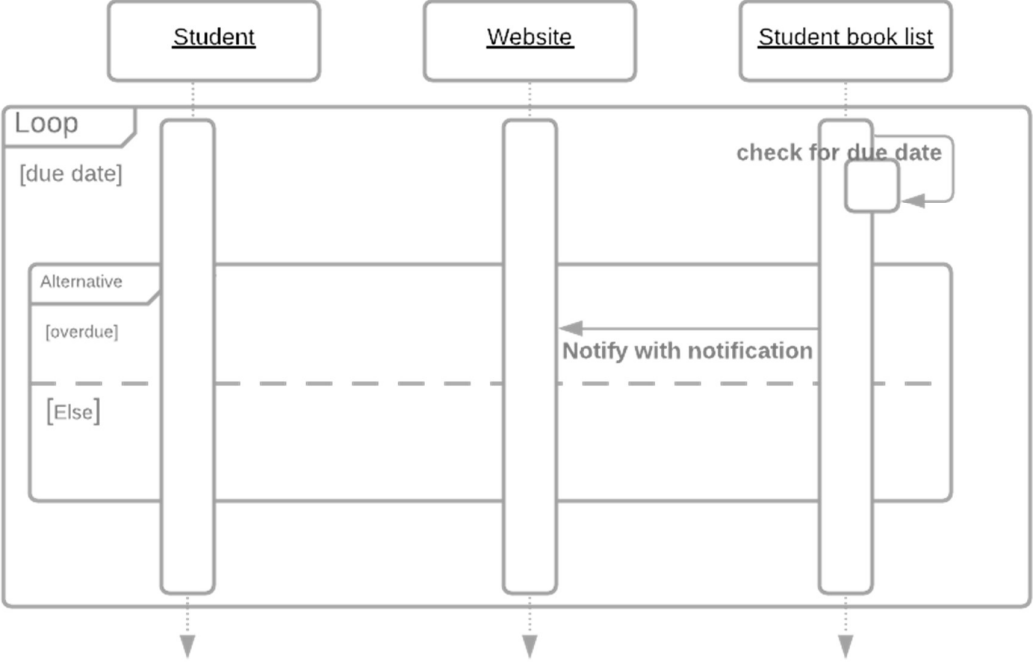 Student
Website
Student book list
Loop
check for due date
[due date]
Alternative
[overdue]
Notify with notification
[Else]